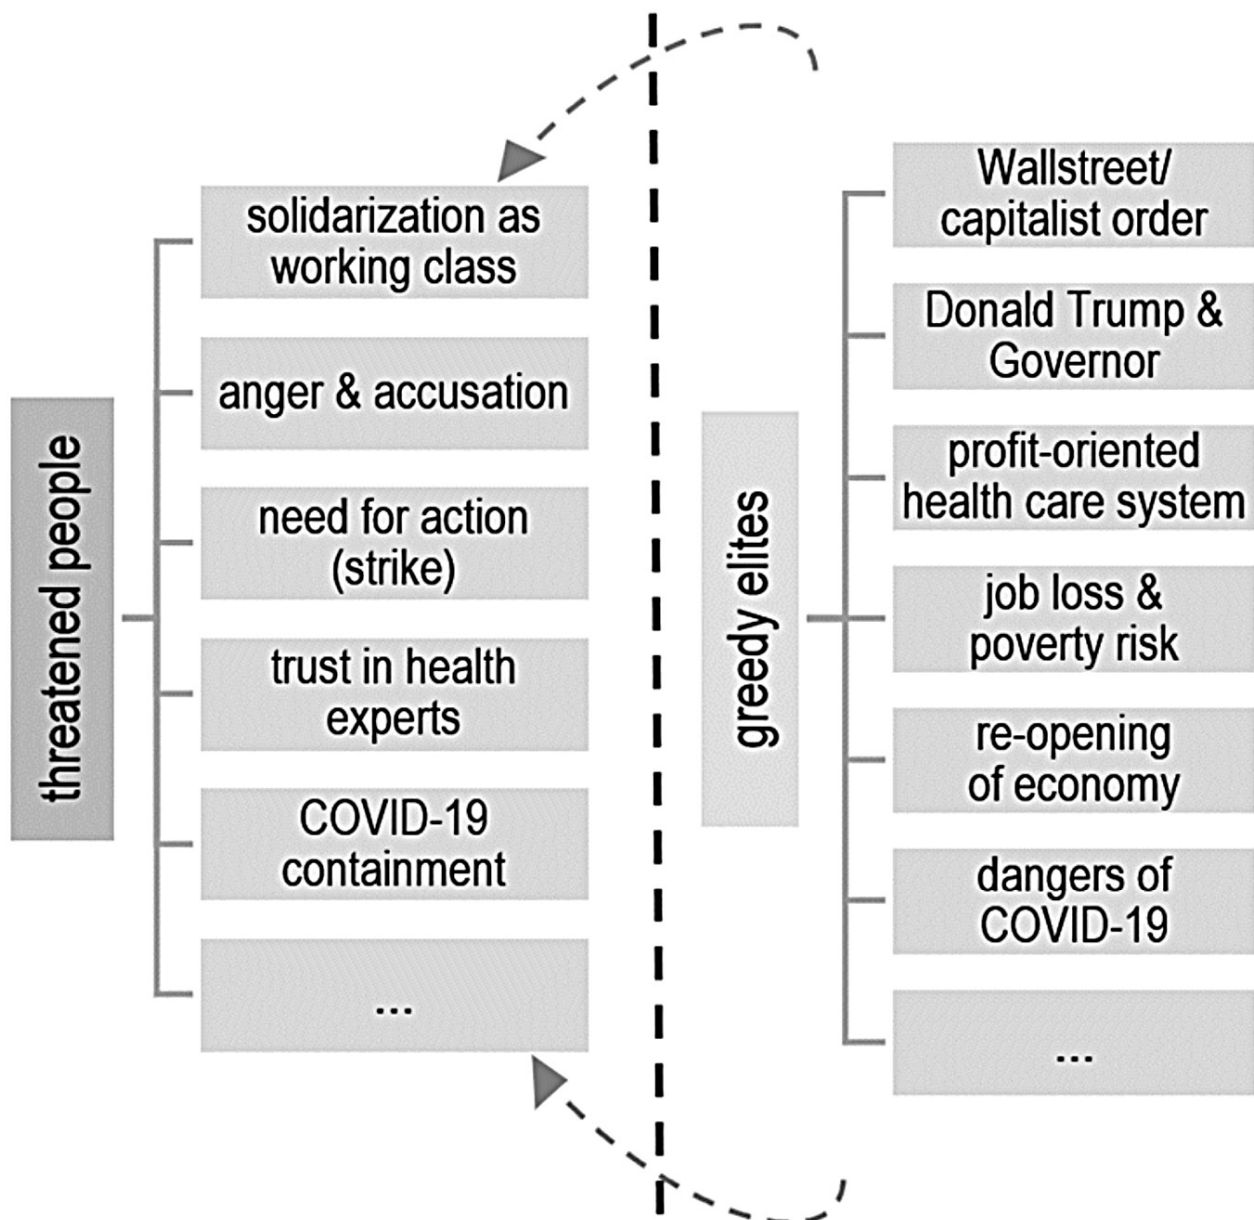 threatened people
solidarization as
working class
anger & accusation
need for action
(strike)
trust in health
experts
COVID-19
containment
...
greedy elites
Wallstreet/
capitalist order
Donald Trump &
Governor
profit-oriented
health care system
job loss &
poverty risk
re-opening
of economy
dangers of
COVID-19
...